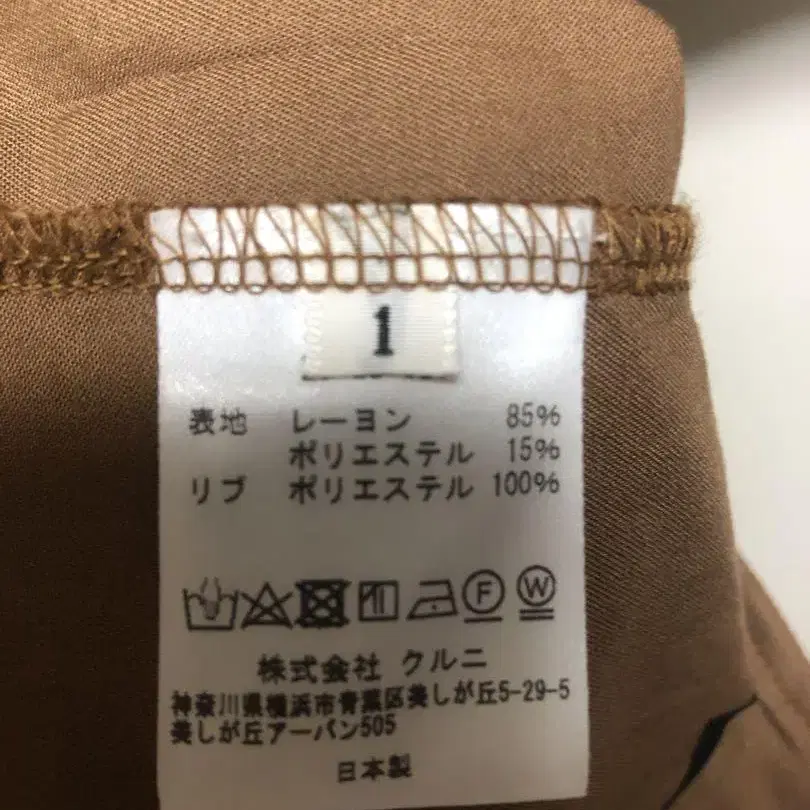 1
表地 レーヨン 85%
ポリエステル 15%
リブ ポリエステル 100%
F W
株式会社 クルニ
神奈川県横浜市青葉区美しが丘5-29-5
美しが丘アーバン505
日本製